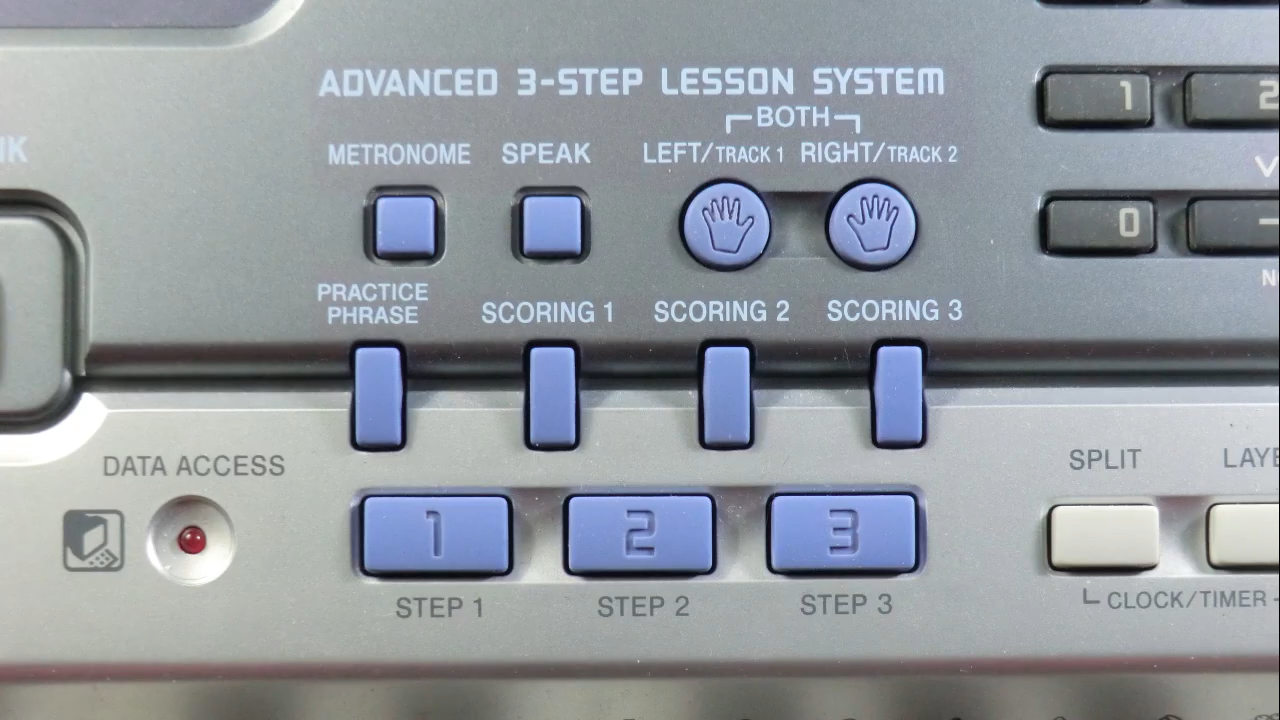 ADVANCED 3-STEP LESSON SYSTEM
BOTH
METRONOME SPEAK LEFT/TRACK 1 RIGHT/TRACK 2
PRACTICE
PHRASE SCORING 1 SCORING 2 SCORING 3
DATA ACCESS
1 2 3
STEP 1 STEP 2 STEP 3
1 2
0 -
SPLIT
CLOCK/TIMER